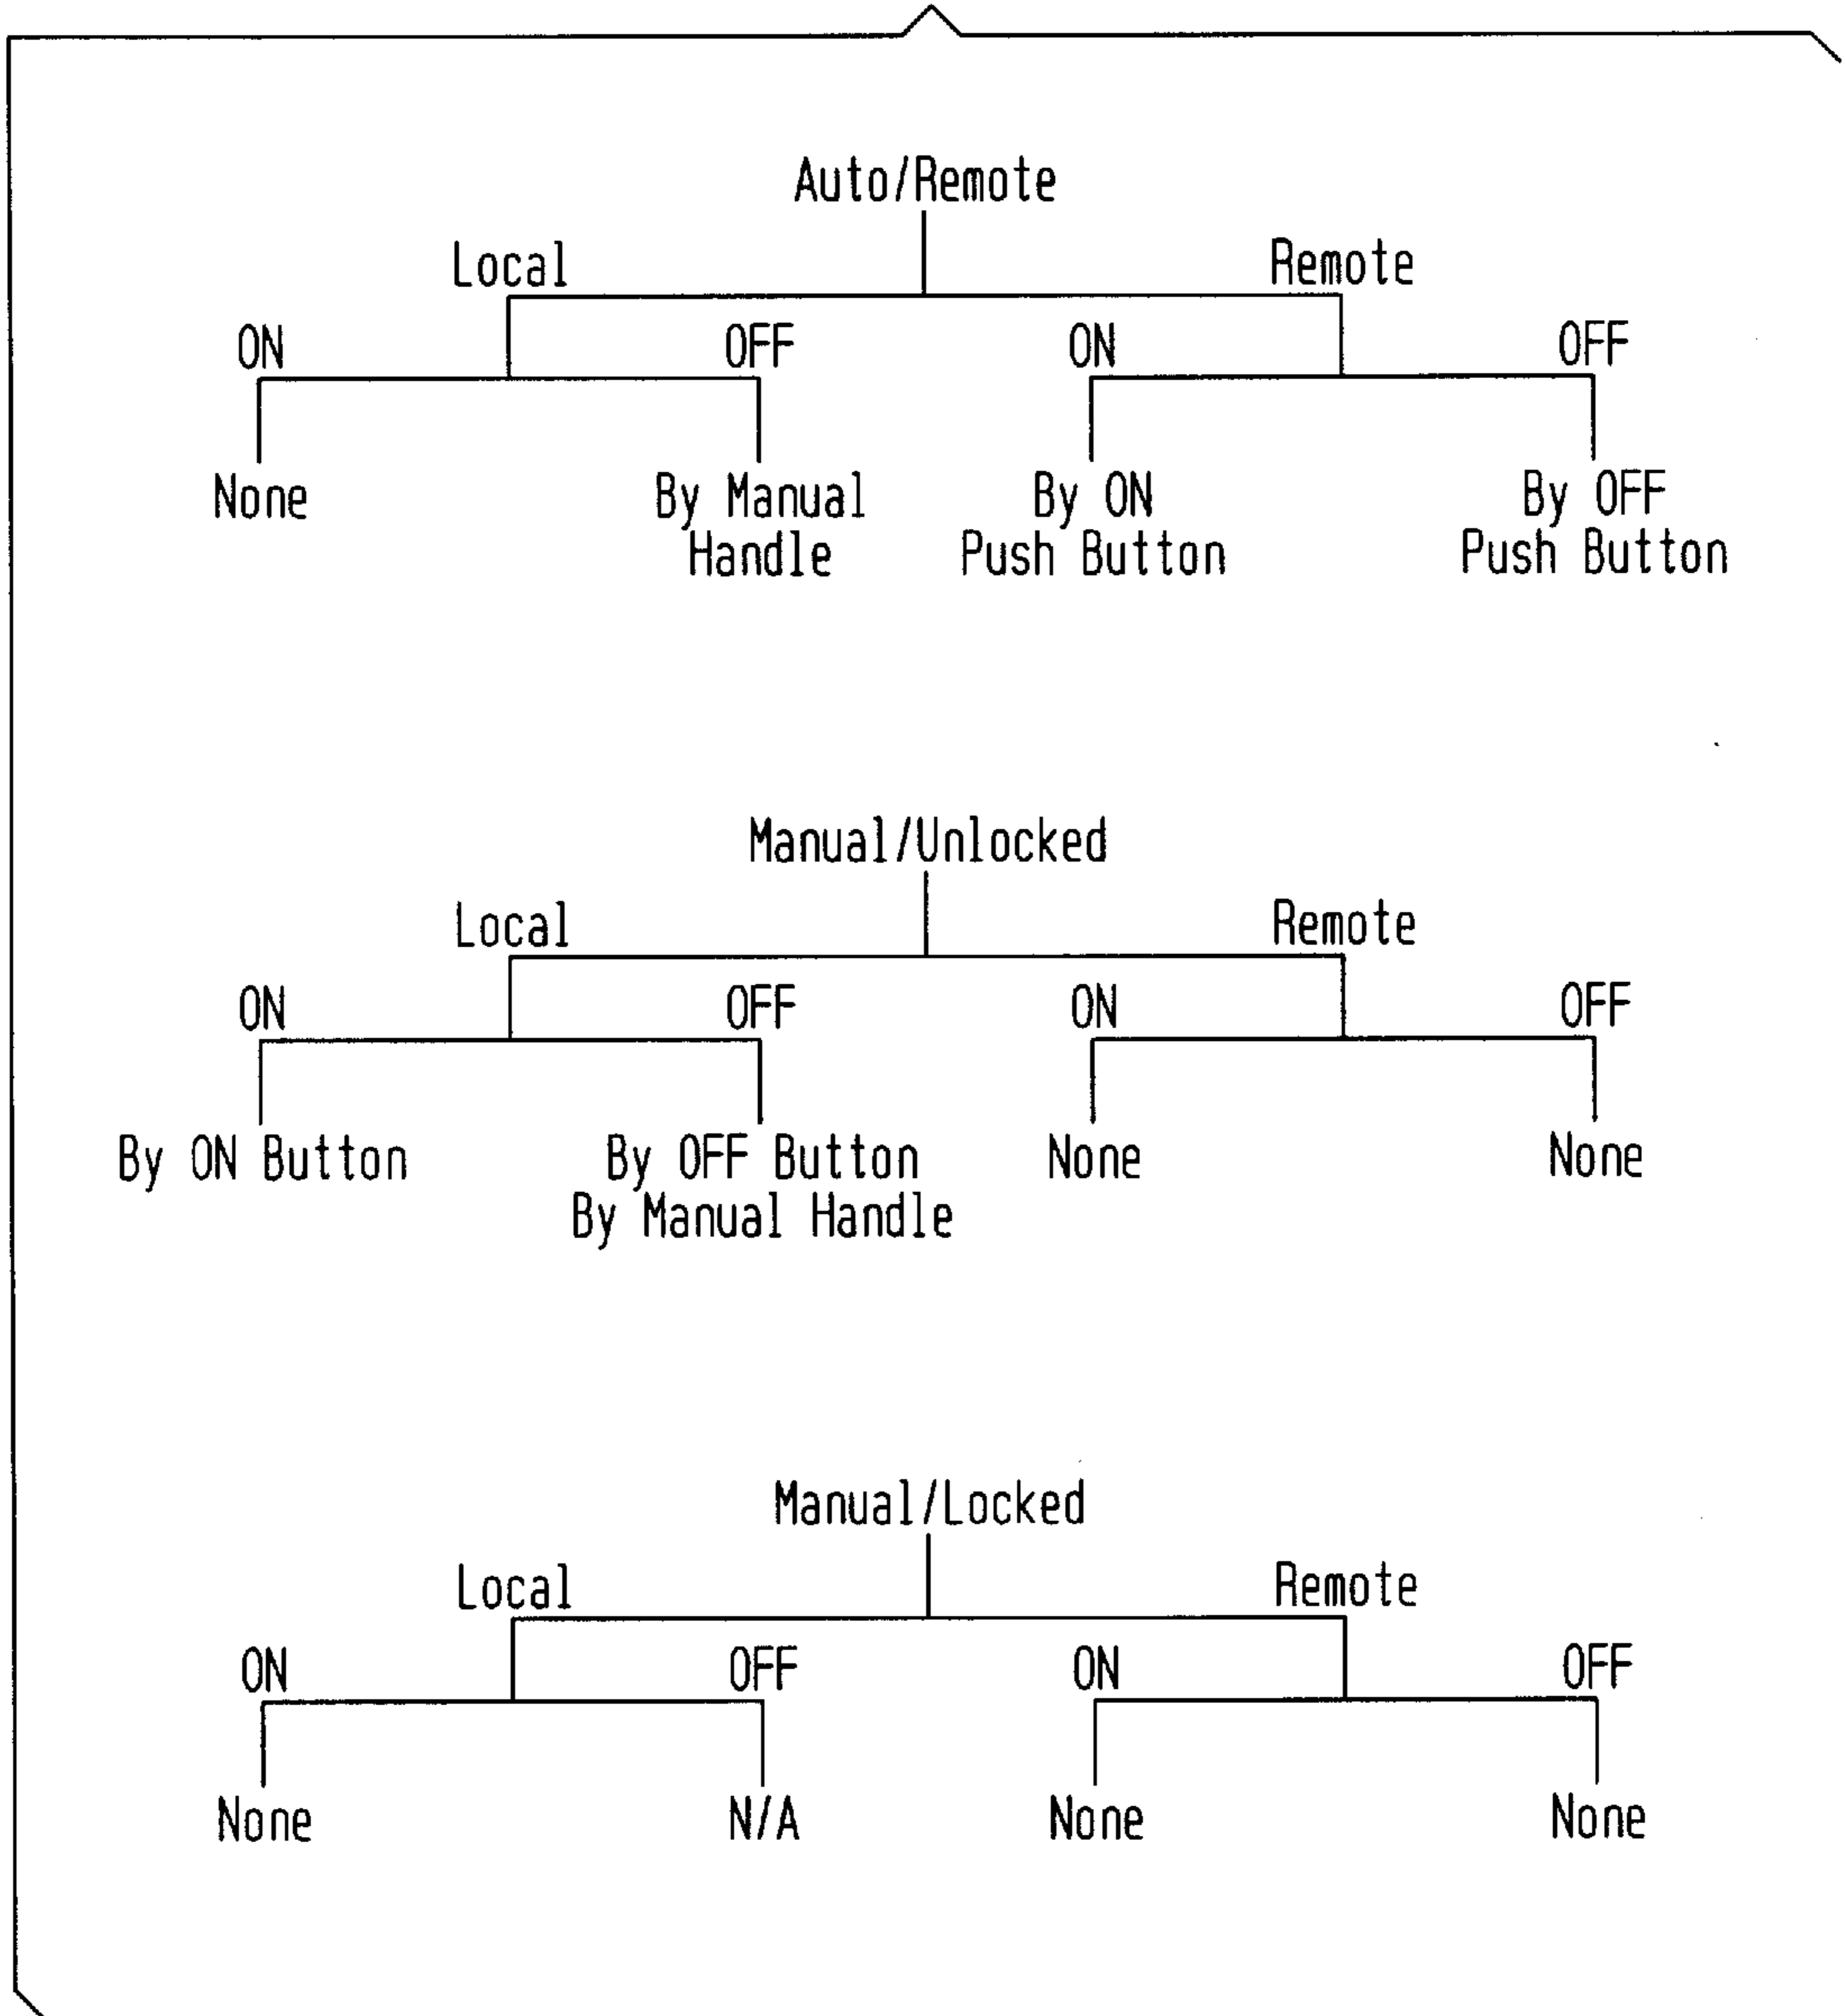 Auto/Remote
Local
Remote
ON
OFF
ON
OFF
None
By Manual
Handle
By ON
Push Button
By OFF
Push Button
Manual/Unlocked
Local
Remote
ON
OFF
ON
OFF
By ON Button
By OFF Button
By Manual Handle
None
None
Manual/Locked
Local
Remote
ON
OFF
ON
OFF
None
N/A
None
None